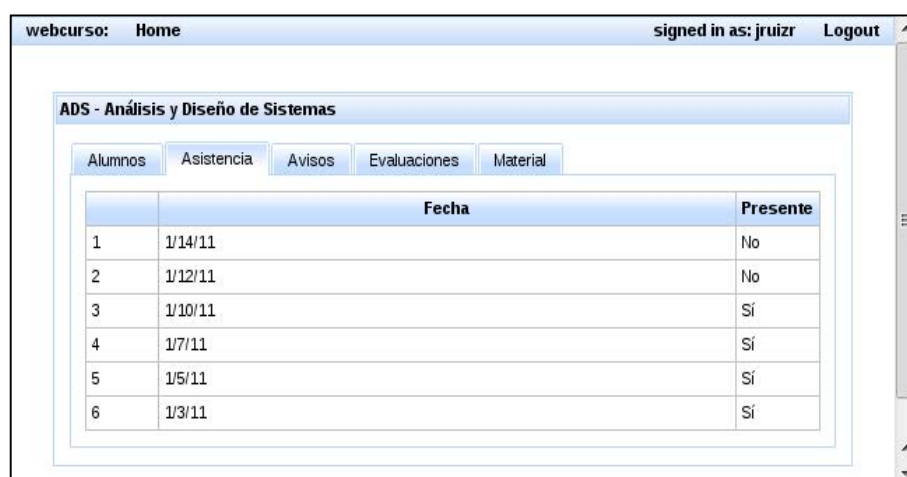 webcurso: Home signed in as: jruizr Logout
ADS - Análisis y Diseño de Sistemas
Alumnos Asistencia Avisos Evaluaciones Material
Fecha Presente
1 1/14/11 No
2 1/12/11 No
3 1/10/11 Sí
4 1/7/11 Sí
5 1/5/11 Sí
6 1/3/11 Sí